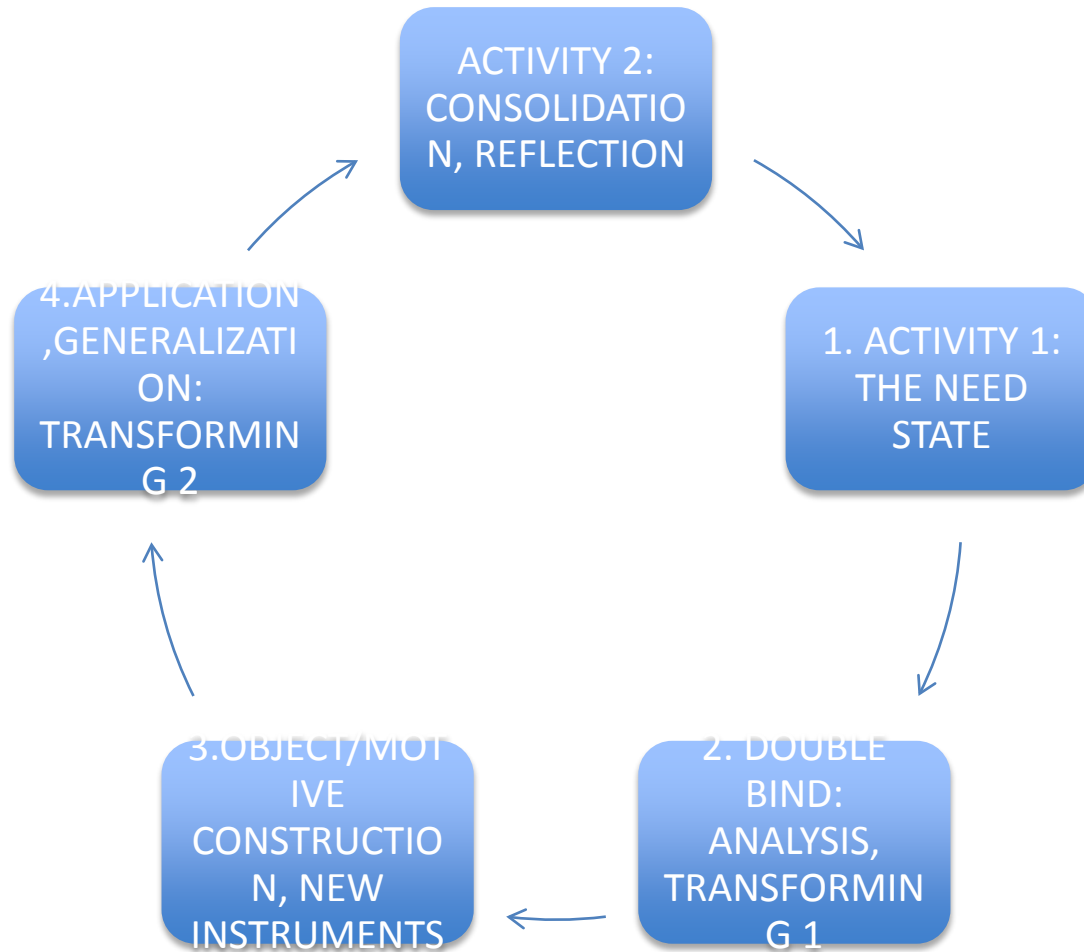 ACTIVITY 2:
CONSOLIDATIO
N, REFLECTION
1. ACTIVITY 1:
THE NEED
STATE
2. DOUBLE
BIND:
ANALYSIS,
TRANSFORMIN
G 1
3.OBJECT/MOT
IVE
CONSTRUCTIO
N, NEW
INSTRUMENTS
4.APPLICATION
,GENERALIZATI
ON:
TRANSFORMIN
G 2